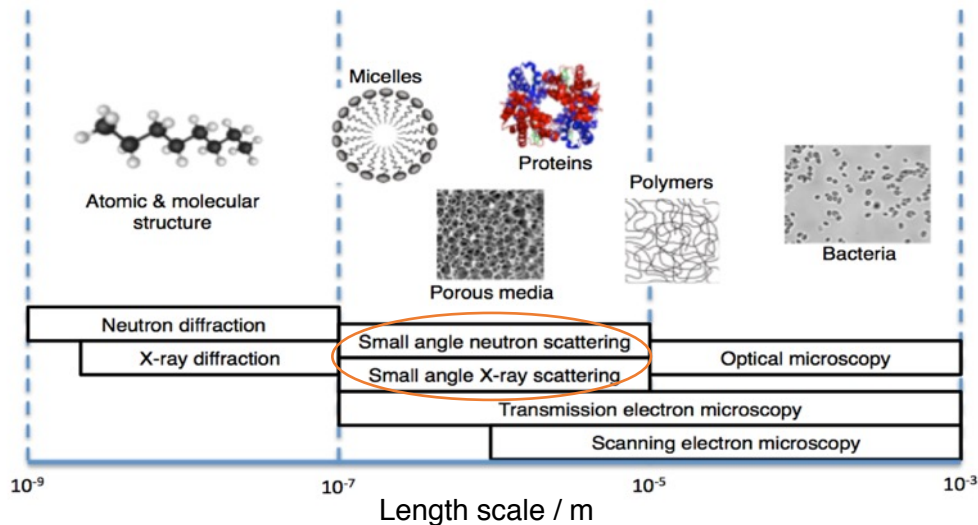 Micelles
Proteins
Atomic & molecular
structure
Polymers
Bacteria
Porous media
Neutron diffraction
Small angle neutron scattering
X-ray diffraction
Optical microscopy
Small angle X-ray scattering
Transmission electron microscopy
Scanning electron microscopy
10⁻⁹ 10⁻⁷ 10⁻⁵ 10⁻³
Length scale / m